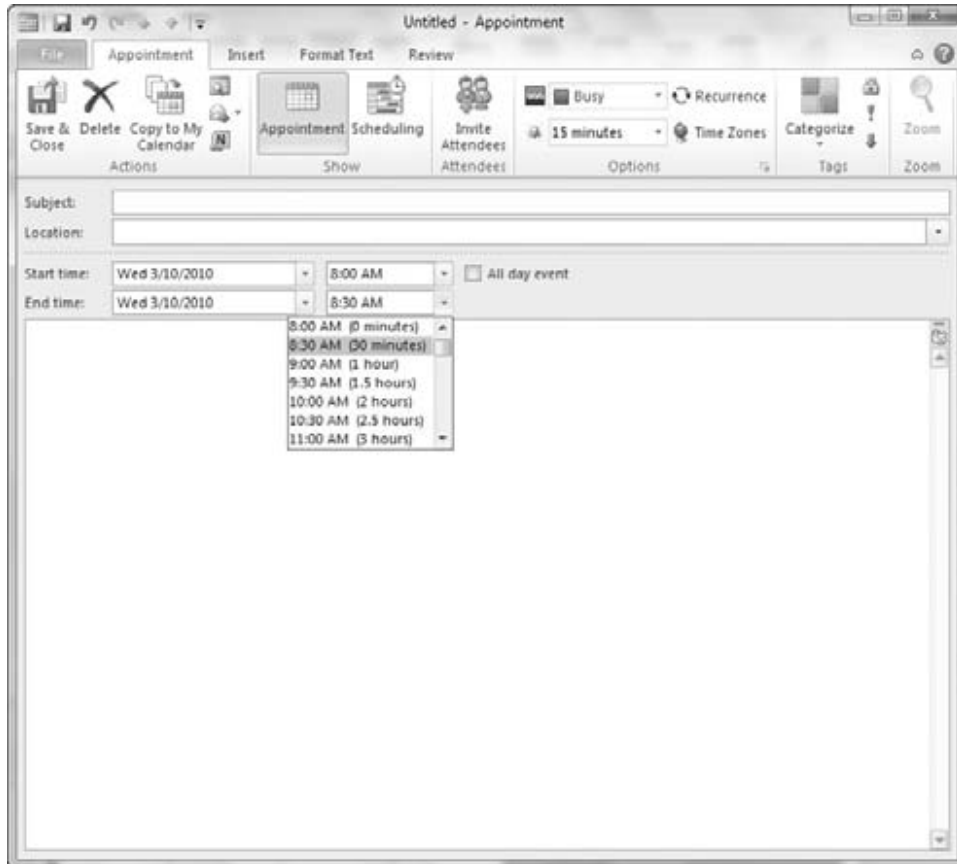 Untitled - Appointment
File Appointment Insert Format Text Review
Save & Close Delete Copy to My Calendar Appointment Scheduling Invite Attendees Busy 15 minutes Recurrence Time Zones Categorize Zoom
Actions Show Attendees Options Tags Zoom
Subject:
Location:
Start time: Wed 3/10/2010 8:00 AM All day event
End time: Wed 3/10/2010 8:30 AM
8:00 AM (0 minutes)
8:30 AM (30 minutes)
9:00 AM (1 hour)
9:30 AM (1.5 hours)
10:00 AM (2 hours)
10:30 AM (2.5 hours)
11:00 AM (3 hours)